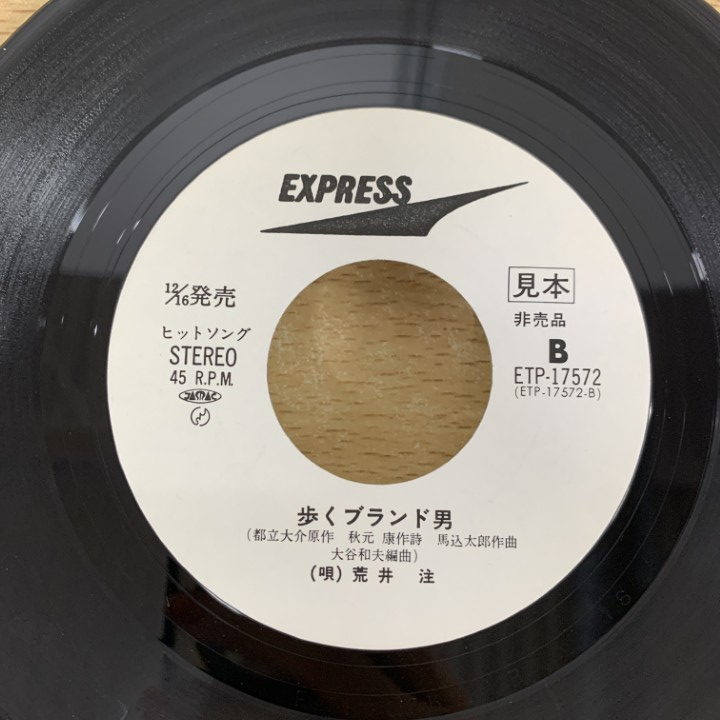 EXPRESS
12/16発売
ヒットソング
STEREO
45 R.P.M.
JASRAC
見本
非売品
B
ETP-17572
(ETP-17572-B)
歩くブランド男
(都立大介原作 秋元 康作詩 馬込太郎作曲
大谷和夫編曲)
(唄) 荒井 注